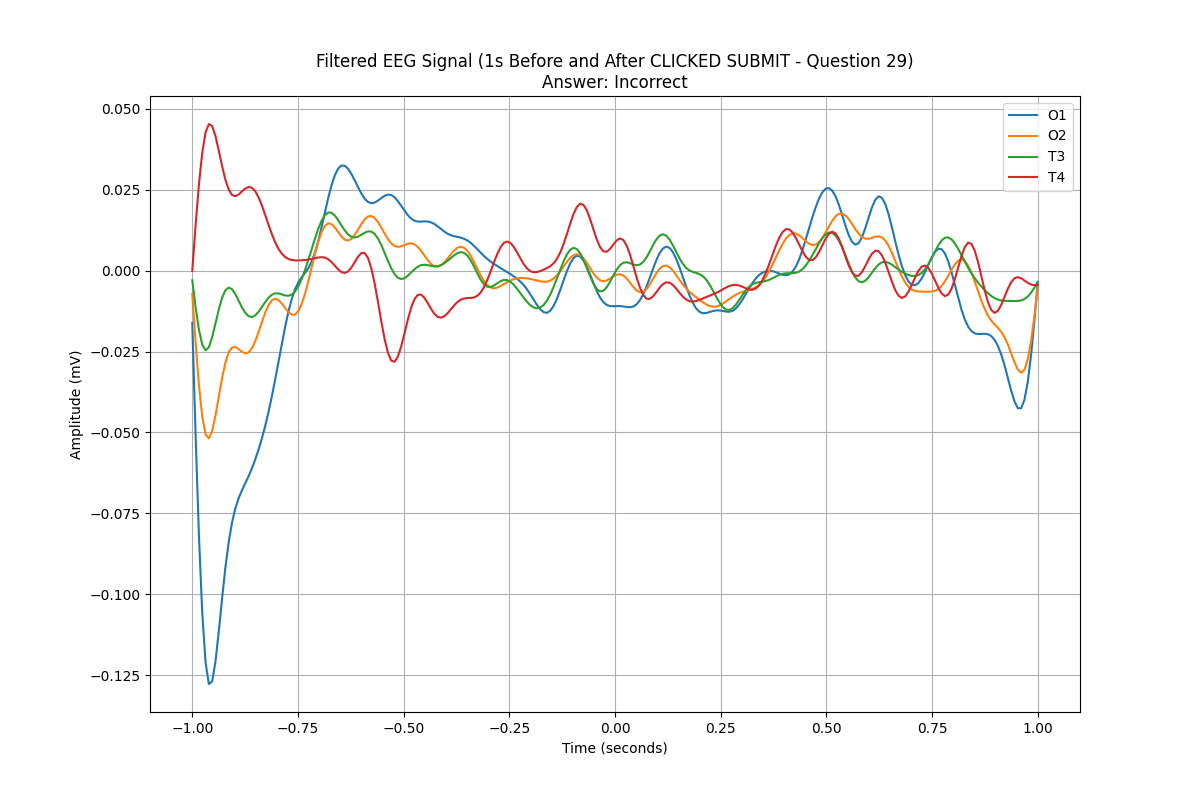 Filtered EEG Signal (1s Before and After CLICKED SUBMIT - Question 29)
Answer: Incorrect
O1
O2
T3
T4
0.050
0.025
0.000
−0.025
−0.050
−0.075
−0.100
−0.125
Amplitude (mV)
−1.00 −0.75 −0.50 −0.25 0.00 0.25 0.50 0.75 1.00
Time (seconds)